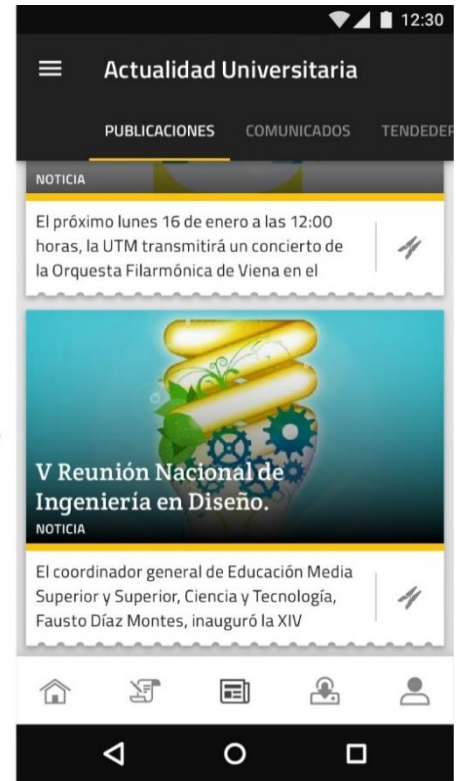 12:30
Actualidad Universitaria
PUBLICACIONES COMUNICADOS TENDEDER
NOTICIA
El próximo lunes 16 de enero a las 12:00
horas, la UTM transmitirá un concierto de
la Orquesta Filarmónica de Viena en el
V Reunión Nacional de
Ingeniería en Diseño.
NOTICIA
El coordinador general de Educación Media
Superior y Superior, Ciencia y Tecnología,
Fausto Díaz Montes, inauguró la XIV